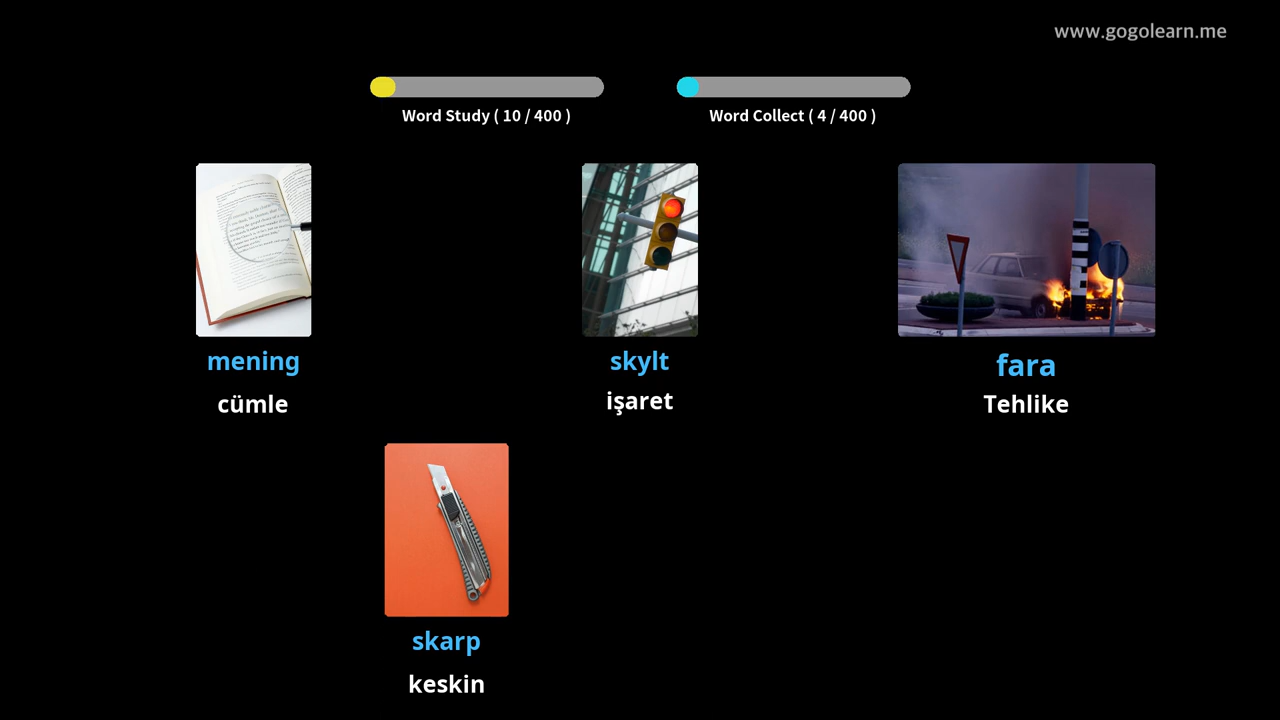 www.gogolearn.me
Word Study ( 10 / 400 )
Word Collect ( 4 / 400 )
mening
skylt
fara
cümle
işaret
Tehlike
skarp
keskin